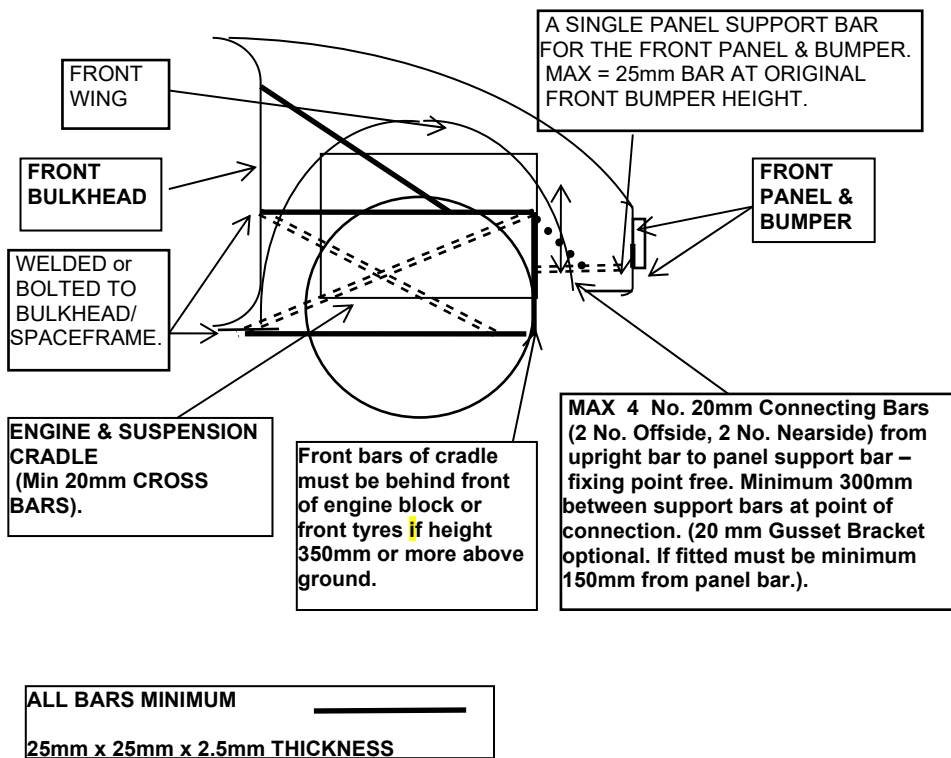 A SINGLE PANEL SUPPORT BAR
FOR THE FRONT PANEL & BUMPER.
MAX = 25mm BAR AT ORIGINAL
FRONT BUMPER HEIGHT.
FRONT
WING
FRONT
BULKHEAD
FRONT
PANEL &
BUMPER
WELDED or
BOLTED TO
BULKHEAD/
SPACEFRAME.
ENGINE & SUSPENSION
CRADLE
(Min 20mm CROSS
BARS).
Front bars of cradle
must be behind front
of engine block or
front tyres if height
350mm or more above
ground.
MAX 4 No. 20mm Connecting Bars
(2 No. Offside, 2 No. Nearside) from
upright bar to panel support bar –
fixing point free. Minimum 300mm
between support bars at point of
connection. (20 mm Gusset Bracket
optional. If fitted must be minimum
150mm from panel bar.).
ALL BARS MINIMUM
25mm x 25mm x 2.5mm THICKNESS